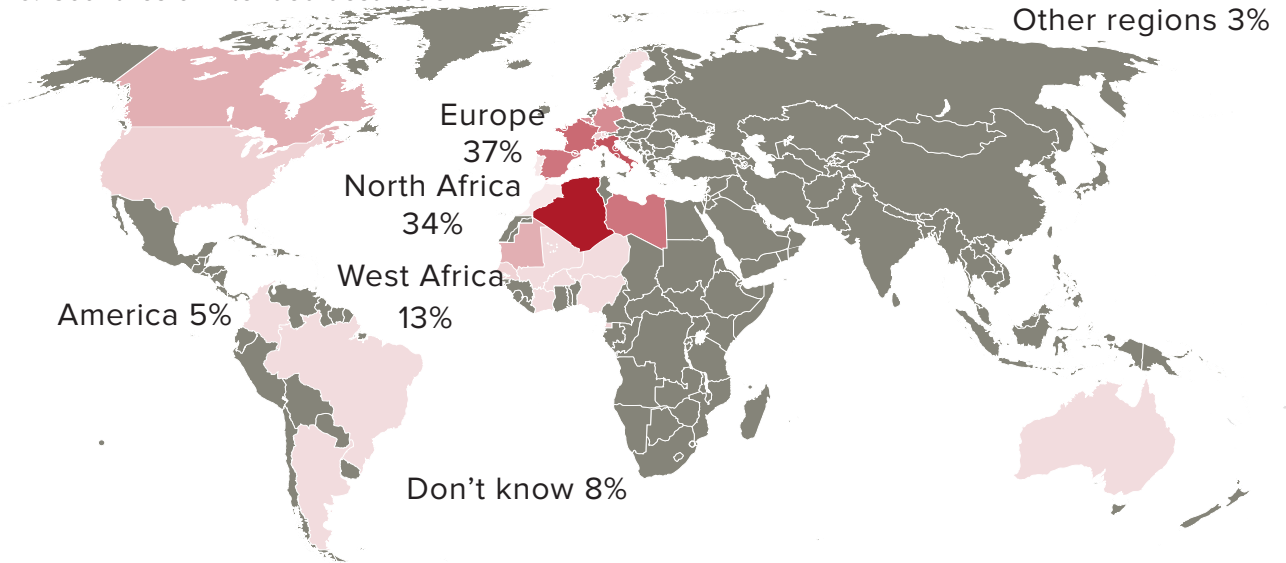 Other regions 3%
Europe
37%
North Africa
34%
West Africa
13%
America 5%
Don’t know 8%